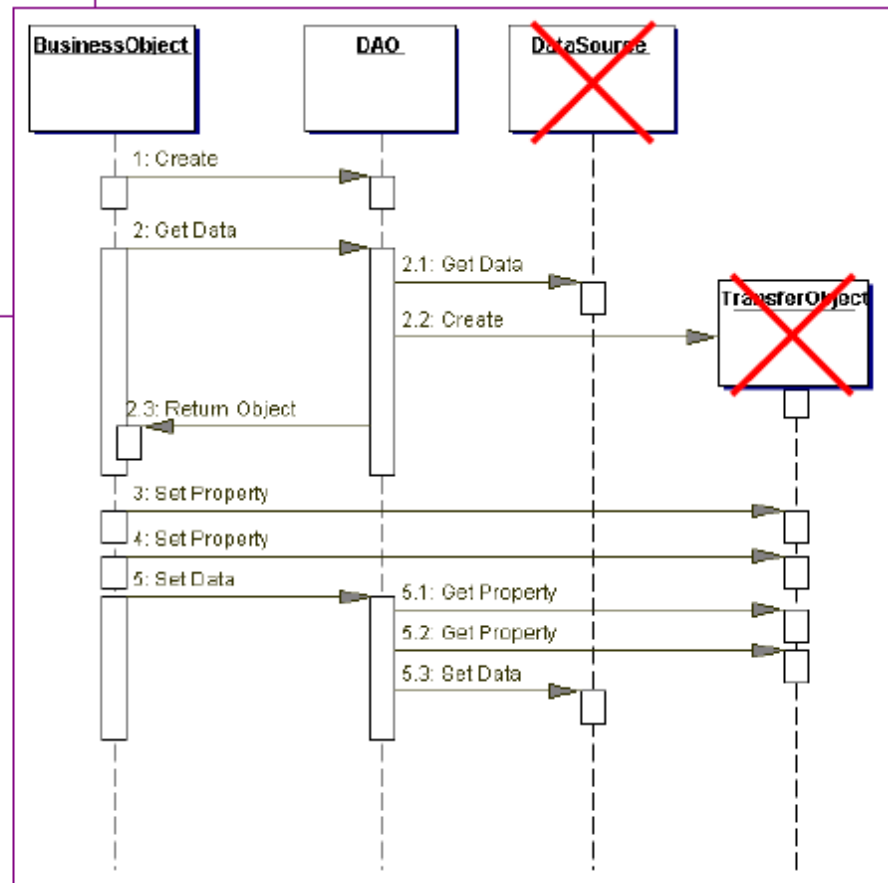 BusinessObject
DAO
DataSource
1: Create
2: Get Data
2.1: Get Data
TransferObject
2.2: Create
2.3: Return Object
3: Set Property
4: Set Property
5: Set Data
5.1: Get Property
5.2: Get Property
5.3: Set Data